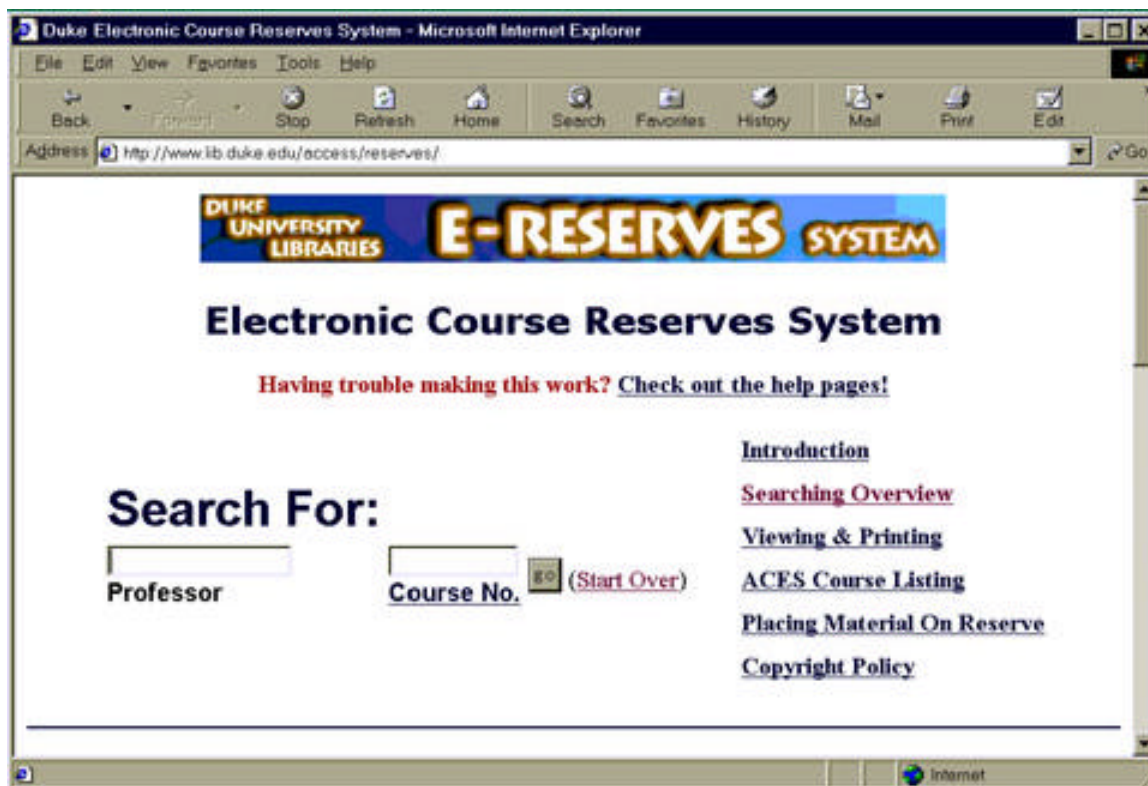 Duke Electronic Course Reserves System - Microsoft Internet Explorer
File Edit View Favorites Tools Help
Back Forward Stop Refresh Home Search Favorites History Mail Print Edit
Address http://www.lib.duke.edu/access/reserves/ Go
DUKE
UNIVERSITY
LIBRARIES
E-RESERVES SYSTEM
Electronic Course Reserves System
Having trouble making this work? Check out the help pages!
Search For:
Professor
Course No.
go (Start Over)
Introduction
Searching Overview
Viewing & Printing
ACES Course Listing
Placing Material On Reserve
Copyright Policy
Internet